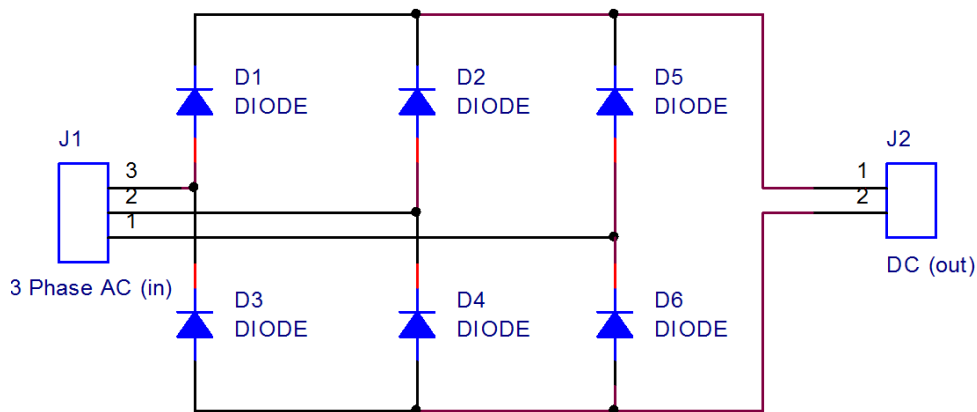 D1
DIODE
D2
DIODE
D5
DIODE
J1
3
2
1
3 Phase AC (in)
J2
1
2
DC (out)
D3
DIODE
D4
DIODE
D6
DIODE